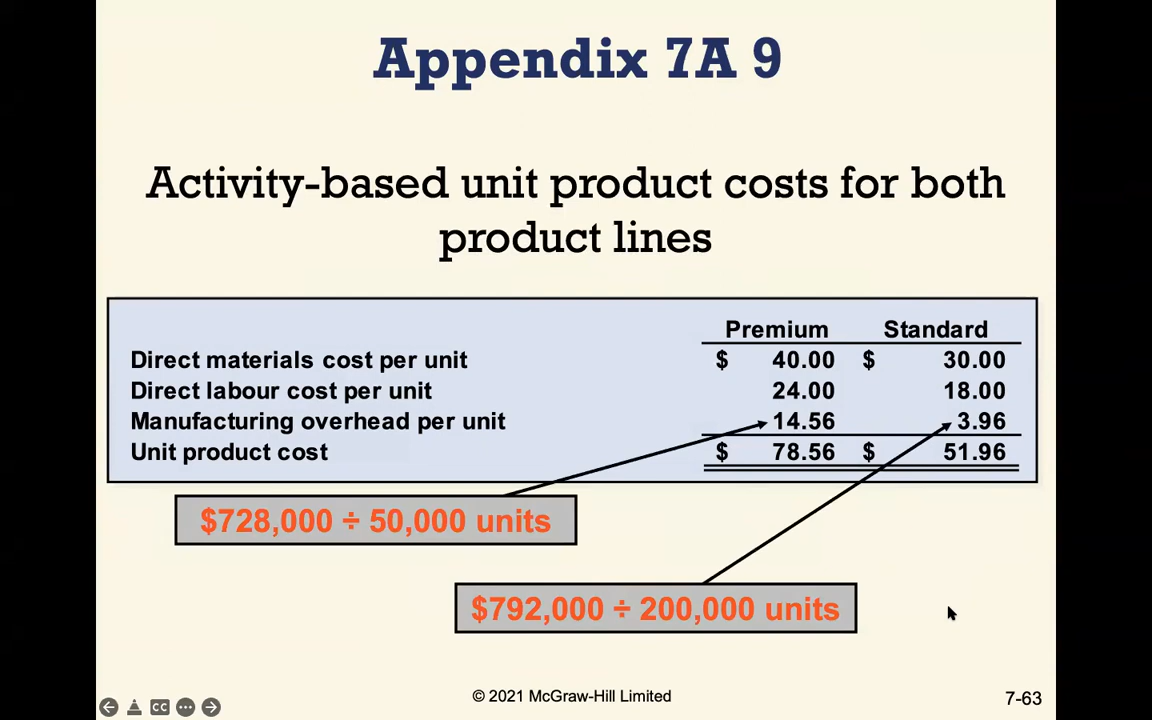 Appendix 7A 9
Activity-based unit product costs for both
product lines
Premium Standard
Direct materials cost per unit $ 40.00 $ 30.00
Direct labour cost per unit 24.00 18.00
Manufacturing overhead per unit 14.56 3.96
Unit product cost $ 78.56 $ 51.96
$728,000 ÷ 50,000 units
$792,000 ÷ 200,000 units
© 2021 McGraw-Hill Limited
7-63
CC